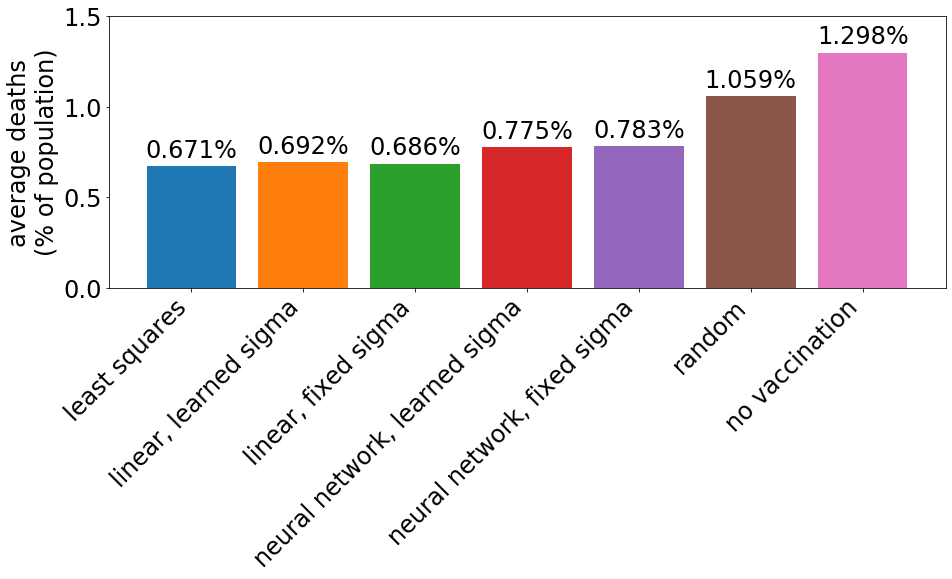 average deaths
(% of population)
1.5
1.0
0.5
0.0
0.671%
0.692%
0.686%
0.775%
0.783%
1.059%
1.298%
least squares
linear, learned sigma
linear, fixed sigma
neural network, learned sigma
neural network, fixed sigma
random
no vaccination